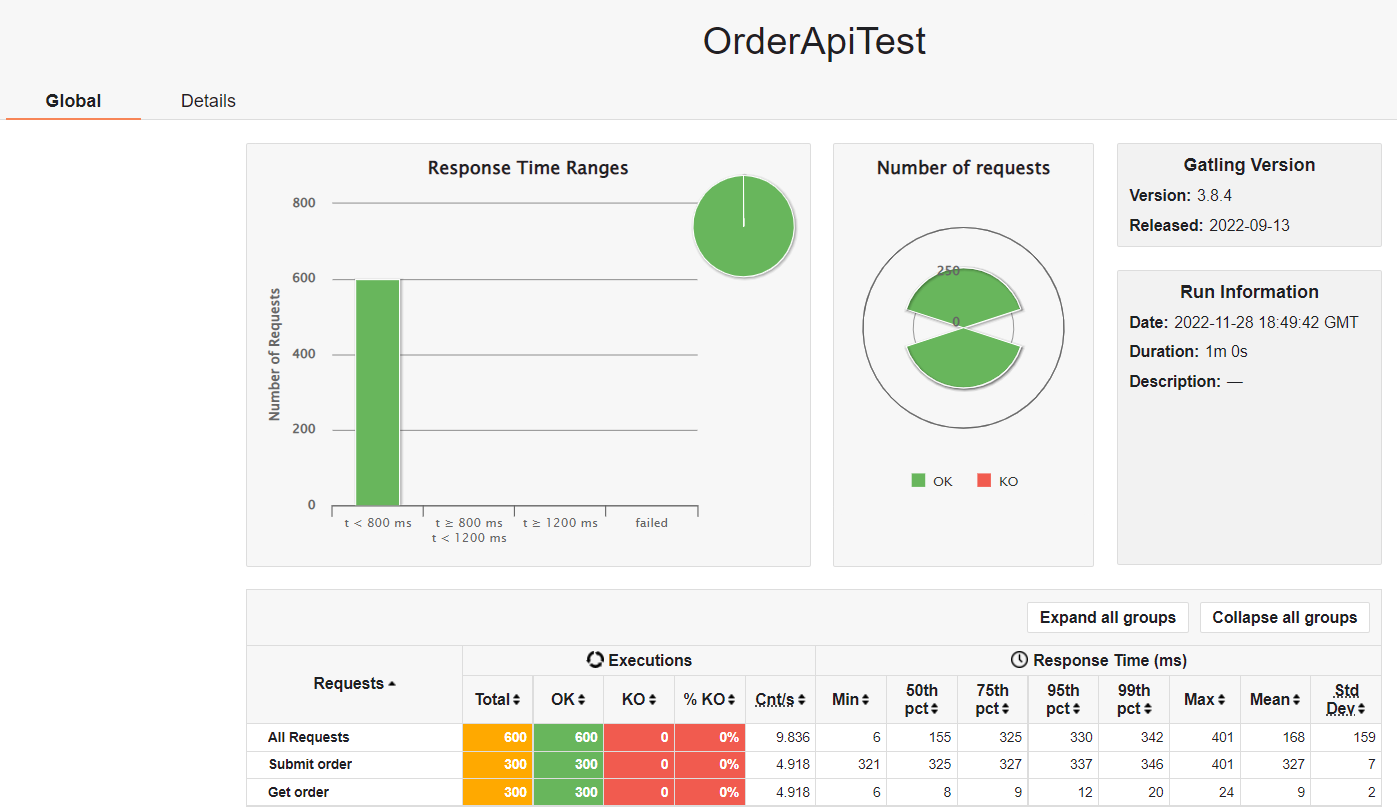 OrderApiTest
Global Details
Response Time Ranges
800
600
400
200
0
Number of Requests
t < 800 ms
t ≥ 800 ms
t < 1200 ms
t ≥ 1200 ms
failed
Number of requests
250
0
OK KO
Gatling Version
Version: 3.8.4
Released: 2022-09-13
Run Information
Date: 2022-11-28 18:49:42 GMT
Duration: 1m 0s
Description: —
Expand all groups Collapse all groups
Requests Executions Response Time (ms)
Total OK KO % KO Cnt/s Min 50th pct 75th pct 95th pct 99th pct Max Mean Std Dev
All Requests 600 600 0 0% 9.836 6 155 325 330 342 401 168 159
Submit order 300 300 0 0% 4.918 321 325 327 337 346 401 327 7
Get order 300 300 0 0% 4.918 6 8 9 12 20 24 9 2